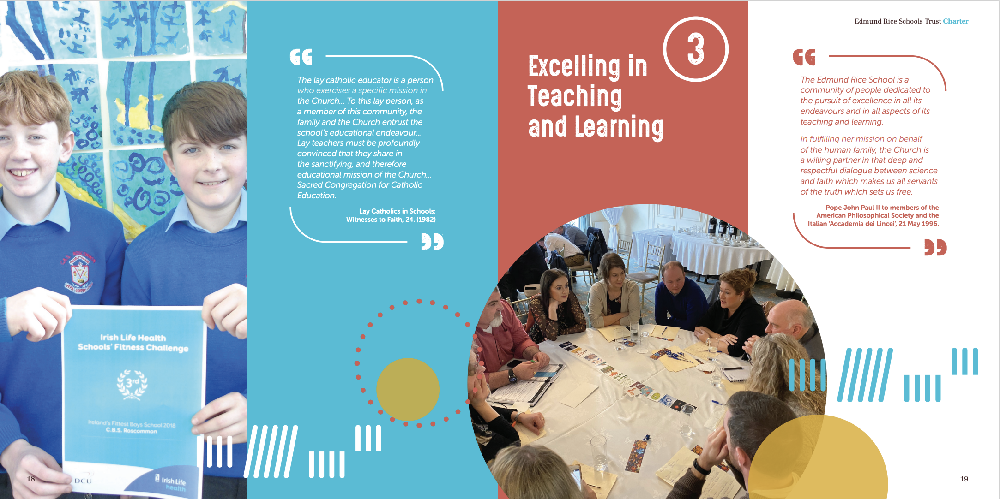 Irish Life Health
Schools' Fitness Challenge
3rd
Ireland's Fittest Boys School 2018
C.B.S. Roscommon
DCU
Irish Life
health
18
The lay catholic educator is a person
who exercises a specific mission in
the Church... To this lay person, as
a member of this community, the
family and the Church entrust the
school's educational endeavour...
Lay teachers must be profoundly
convinced that they share in
the sanctifying, and therefore
educational mission of the Church...
Sacred Congregation for Catholic
Education.
Lay Catholics in Schools:
Witnesses to Faith, 24. (1982)
3
Excelling in
Teaching
and Learning
Edmund Rice Schools Trust Charter
The Edmund Rice School is a
community of people dedicated to
the pursuit of excellence in all its
endeavours and in all aspects of its
teaching and learning.
In fulfilling her mission on behalf
of the human family, the Church is
a willing partner in that deep and
respectful dialogue between science
and faith which makes us all servants
of the truth which sets us free.
Pope John Paul II to members of the
American Philosophical Society and the
Italian 'Accademia dei Lincei', 21 May 1996.
19